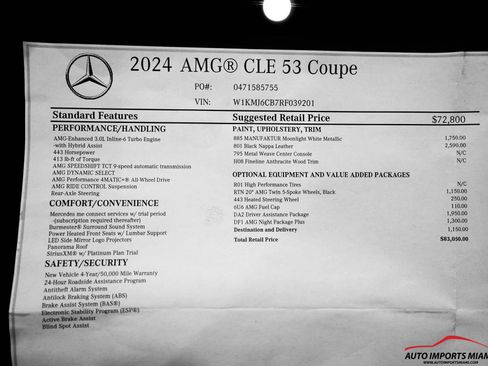 2024 AMG® CLE 53 Coupe
PO#: 0471585755
VIN: W1KMJ6CB7RF039201
Standard Features
PERFORMANCE/HANDLING
AMG-Enhanced 3.0L Inline-6 Turbo Engine
-with Hybrid Assist
443 Horsepower
413 lb-ft of Torque
AMG SPEEDSHIFT TCT 9-speed automatic transmission
AMG DYNAMIC SELECT
AMG Performance 4MATIC+® All-Wheel Drive
AMG RIDE CONTROL Suspension
Rear-Axle Steering
COMFORT/CONVENIENCE
Mercedes me connect services w/ trial period
(subscription required thereafter)
Burmester® Surround Sound System
Power Heated Front Seats w/ Lumbar Support
LED Side Mirror Logo Projectors
Panorama Roof
SiriusXM® w/ Platinum Plan Trial
SAFETY/SECURITY
New Vehicle 4-Year/50,000 Mile Warranty
24-Hour Roadside Assistance Program
Antitheft Alarm System
Antilock Braking System (ABS)
Brake Assist System (BAS®)
Electronic Stability Program (ESP®)
Active Brake Assist
Blind Spot Assist
Suggested Retail Price $72,800
PAINT, UPHOLSTERY, TRIM
885 MANUFAKTUR Moonlight White Metallic 1,750.00
801 Black Nappa Leather 2,590.00
795 Metal Weave Center Console N/C
H08 Fineline Anthracite Wood Trim N/C
OPTIONAL EQUIPMENT AND VALUE ADDED PACKAGES
R01 High Performance Tires N/C
RTN 20" AMG Twin 5-Spoke Wheels, Black 1,150.00
443 Heated Steering Wheel 250.00
6U6 AMG Fuel Cap 110.00
DA2 Driver Assistance Package 1,950.00
DF1 AMG Night Package Plus 1,300.00
Destination and Delivery 1,150.00
Total Retail Price $83,050.00
AUTO IMPORTS MIAMI
WWW.AUTOIMPORTSMIAMI.COM